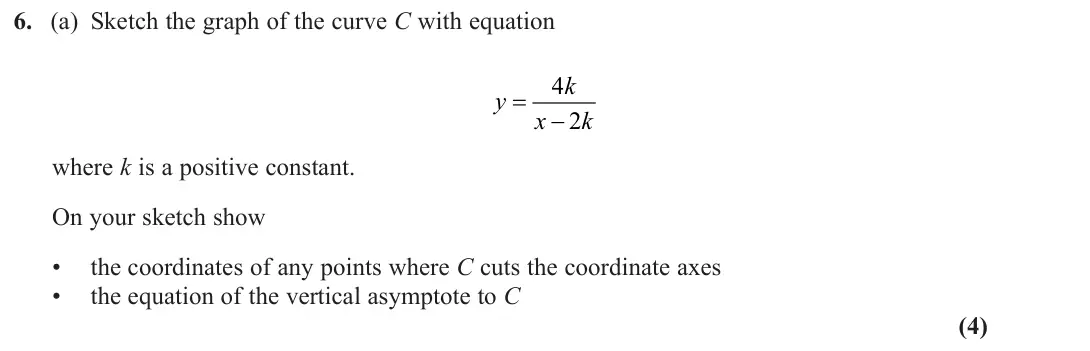 6. (a) Sketch the graph of the curve C with equation
y = 4k / (x – 2k)
where k is a positive constant.
On your sketch show
• the coordinates of any points where C cuts the coordinate axes
• the equation of the vertical asymptote to C
(4)